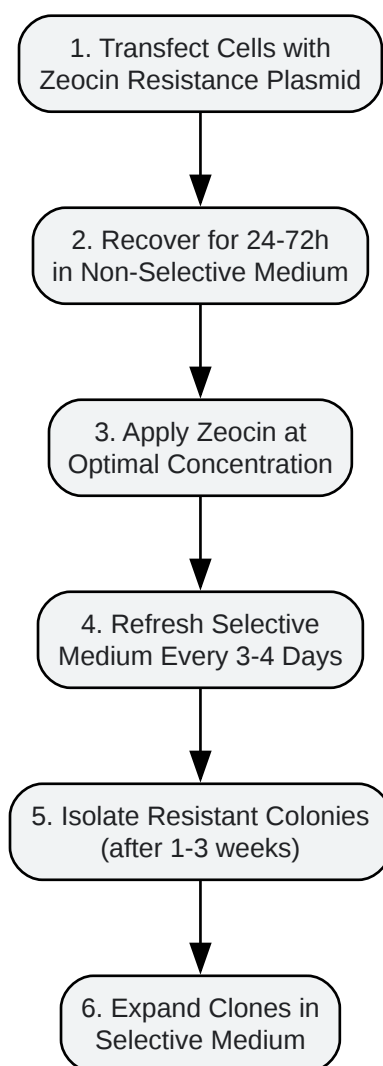 1. Transfect Cells with
Zeocin Resistance Plasmid
2. Recover for 24-72h
in Non-Selective Medium
3. Apply Zeocin at
Optimal Concentration
4. Refresh Selective
Medium Every 3-4 Days
5. Isolate Resistant Colonies
(after 1-3 weeks)
6. Expand Clones in
Selective Medium